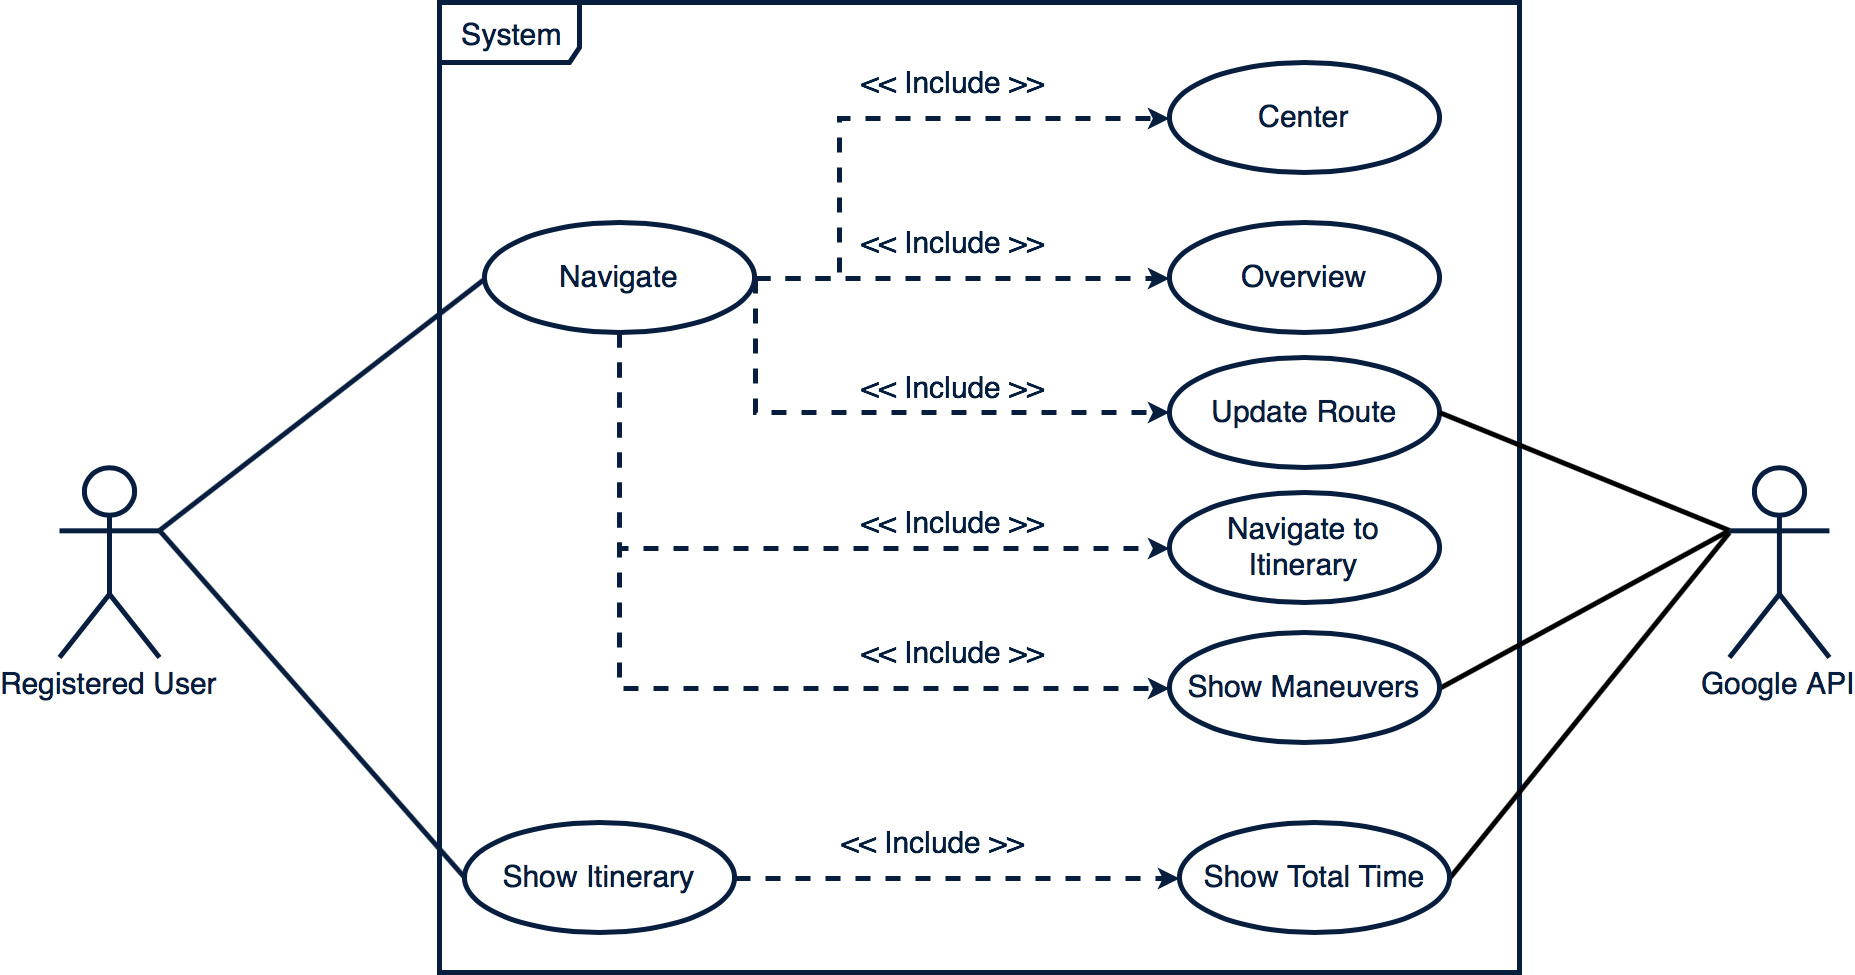 System
<< Include >>
Center
<< Include >>
Navigate
Overview
<< Include >>
Update Route
<< Include >>
Navigate to
Itinerary
<< Include >>
Show Maneuvers
Registered User
Google API
<< Include >>
Show Itinerary
Show Total Time